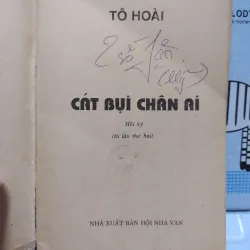 TÔ HOÀI
CÁT BỤI CHÂN AI
Hồi ký
(In lần thứ hai)
NHÀ XUẤT BẢN HỘI NHÀ VĂN